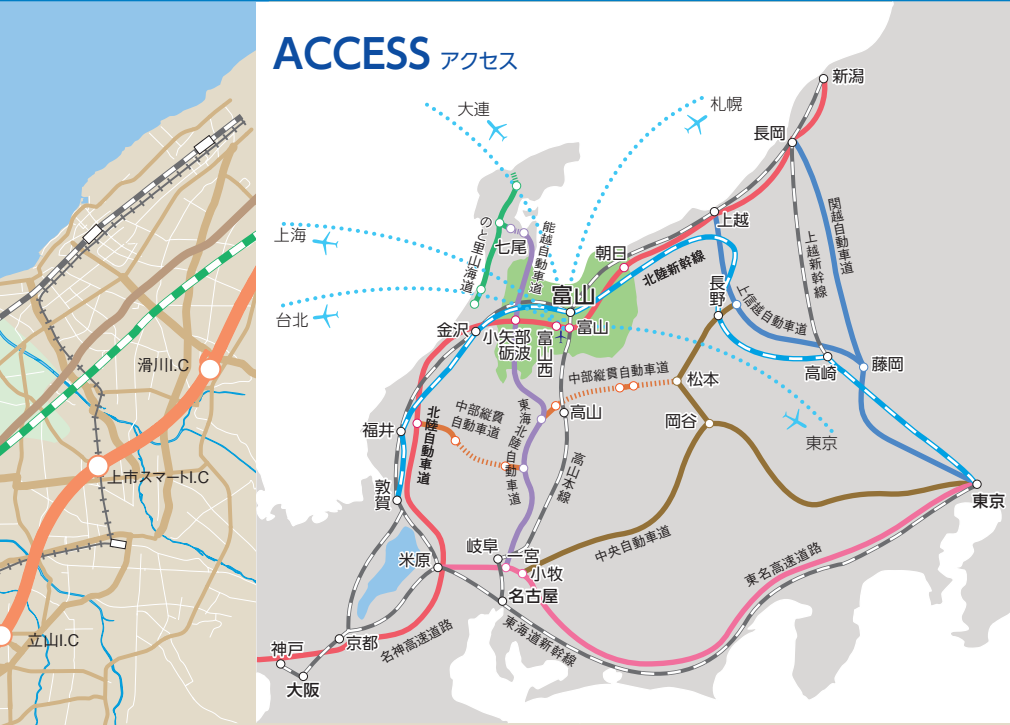 ACCESS アクセス
新潟
大連
札幌
長岡
上海
台北
上越
関越自動車道
上越新幹線
のと里山海道
七尾
能越自動車道
朝日
北陸新幹線
富山
長野
上信越自動車道
金沢
小矢部
砺波
富山西
富山
高崎
藤岡
中部縦貫自動車道
松本
岡谷
東京
高山
東海北陸自動車道
中部縦貫
自動車道
福井
北陸自動車道
高山本線
敦賀
東京
米原
岐阜
一宮
小牧
中央自動車道
東名高速道路
名古屋
東海道新幹線
京都
名神高速道路
神戸
大阪
滑川I.C
上市スマートI.C
立山I.C